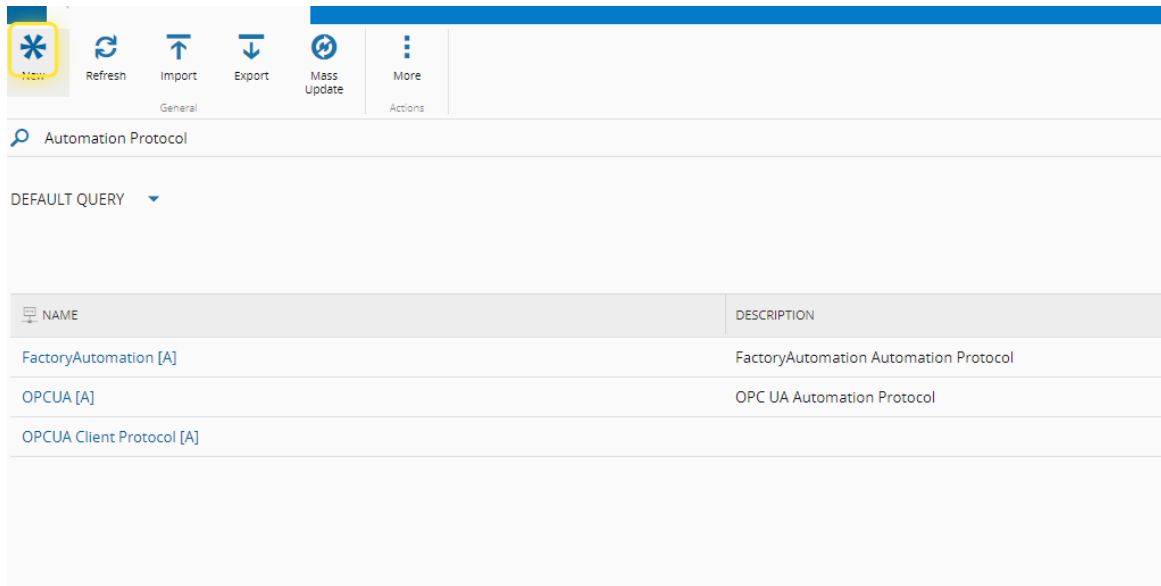 New
Refresh
Import
Export
Mass
Update
More
General
Actions
Automation Protocol
DEFAULT QUERY
NAME
DESCRIPTION
FactoryAutomation [A]
FactoryAutomation Automation Protocol
OPCUA [A]
OPC UA Automation Protocol
OPCUA Client Protocol [A]